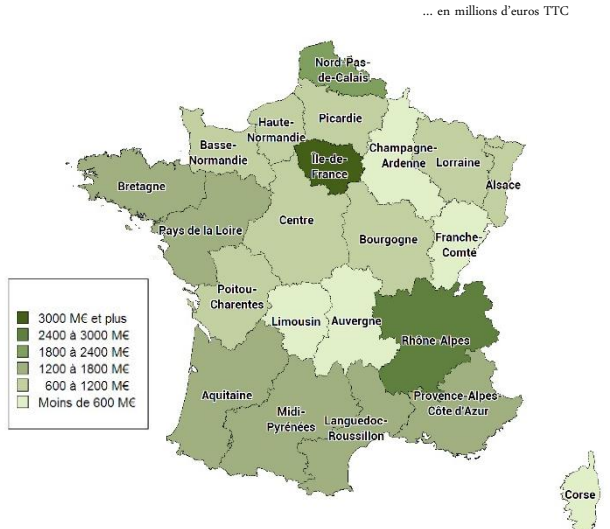 ... en millions d'euros TTC
Nord Pas-
de-Calais
Haute-
Normandie
Picardie
Basse-
Normandie
Île-de-
France
Champagne-
Ardenne
Lorraine
Alsace
Bretagne
Pays de la Loire
Centre
Bourgogne
Franche-
Comté
Poitou-
Charentes
Limousin
Auvergne
Rhône Alpes
Aquitaine
Midi-
Pyrénées
Languedoc-
Roussillon
Provence-Alpes-
Côte d'Azur
Corse
3000 M€ et plus
2400 à 3000 M€
1800 à 2400 M€
1200 à 1800 M€
600 à 1200 M€
Moins de 600 M€